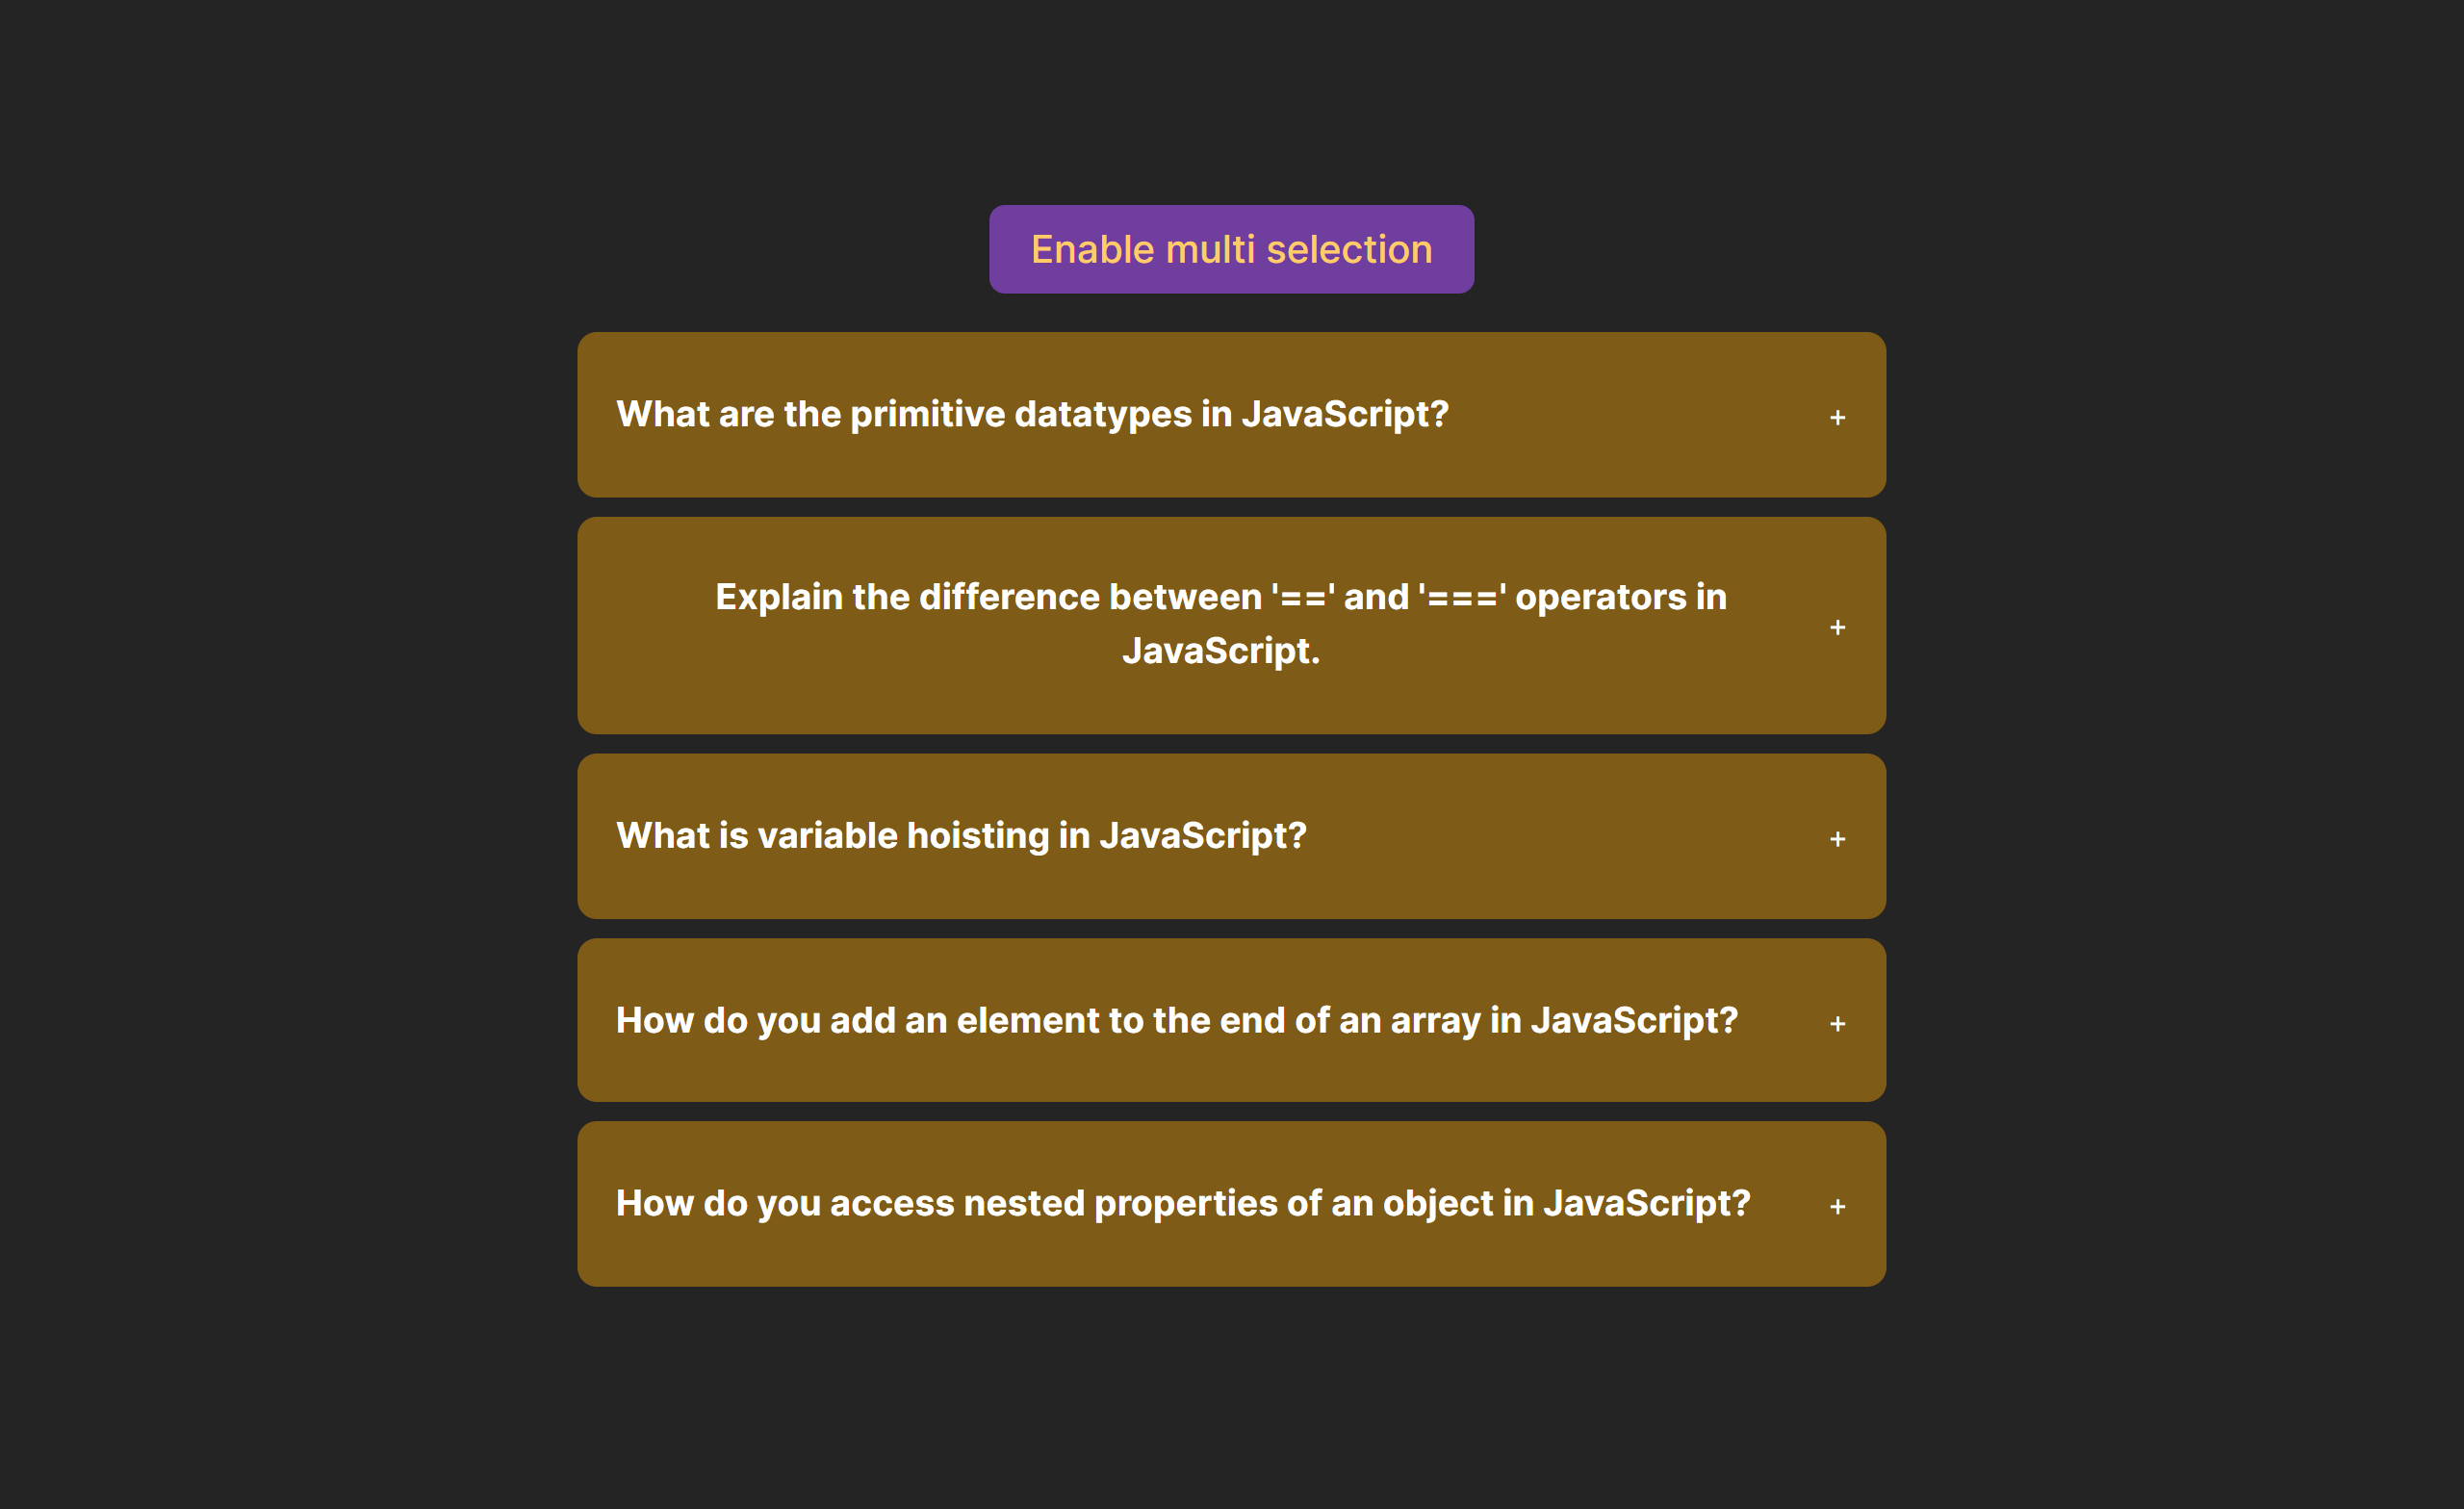 Enable multi selection
What are the primitive datatypes in JavaScript?
+
Explain the difference between '==' and '===' operators in
JavaScript.
+
What is variable hoisting in JavaScript?
+
How do you add an element to the end of an array in JavaScript?
+
How do you access nested properties of an object in JavaScript?
+